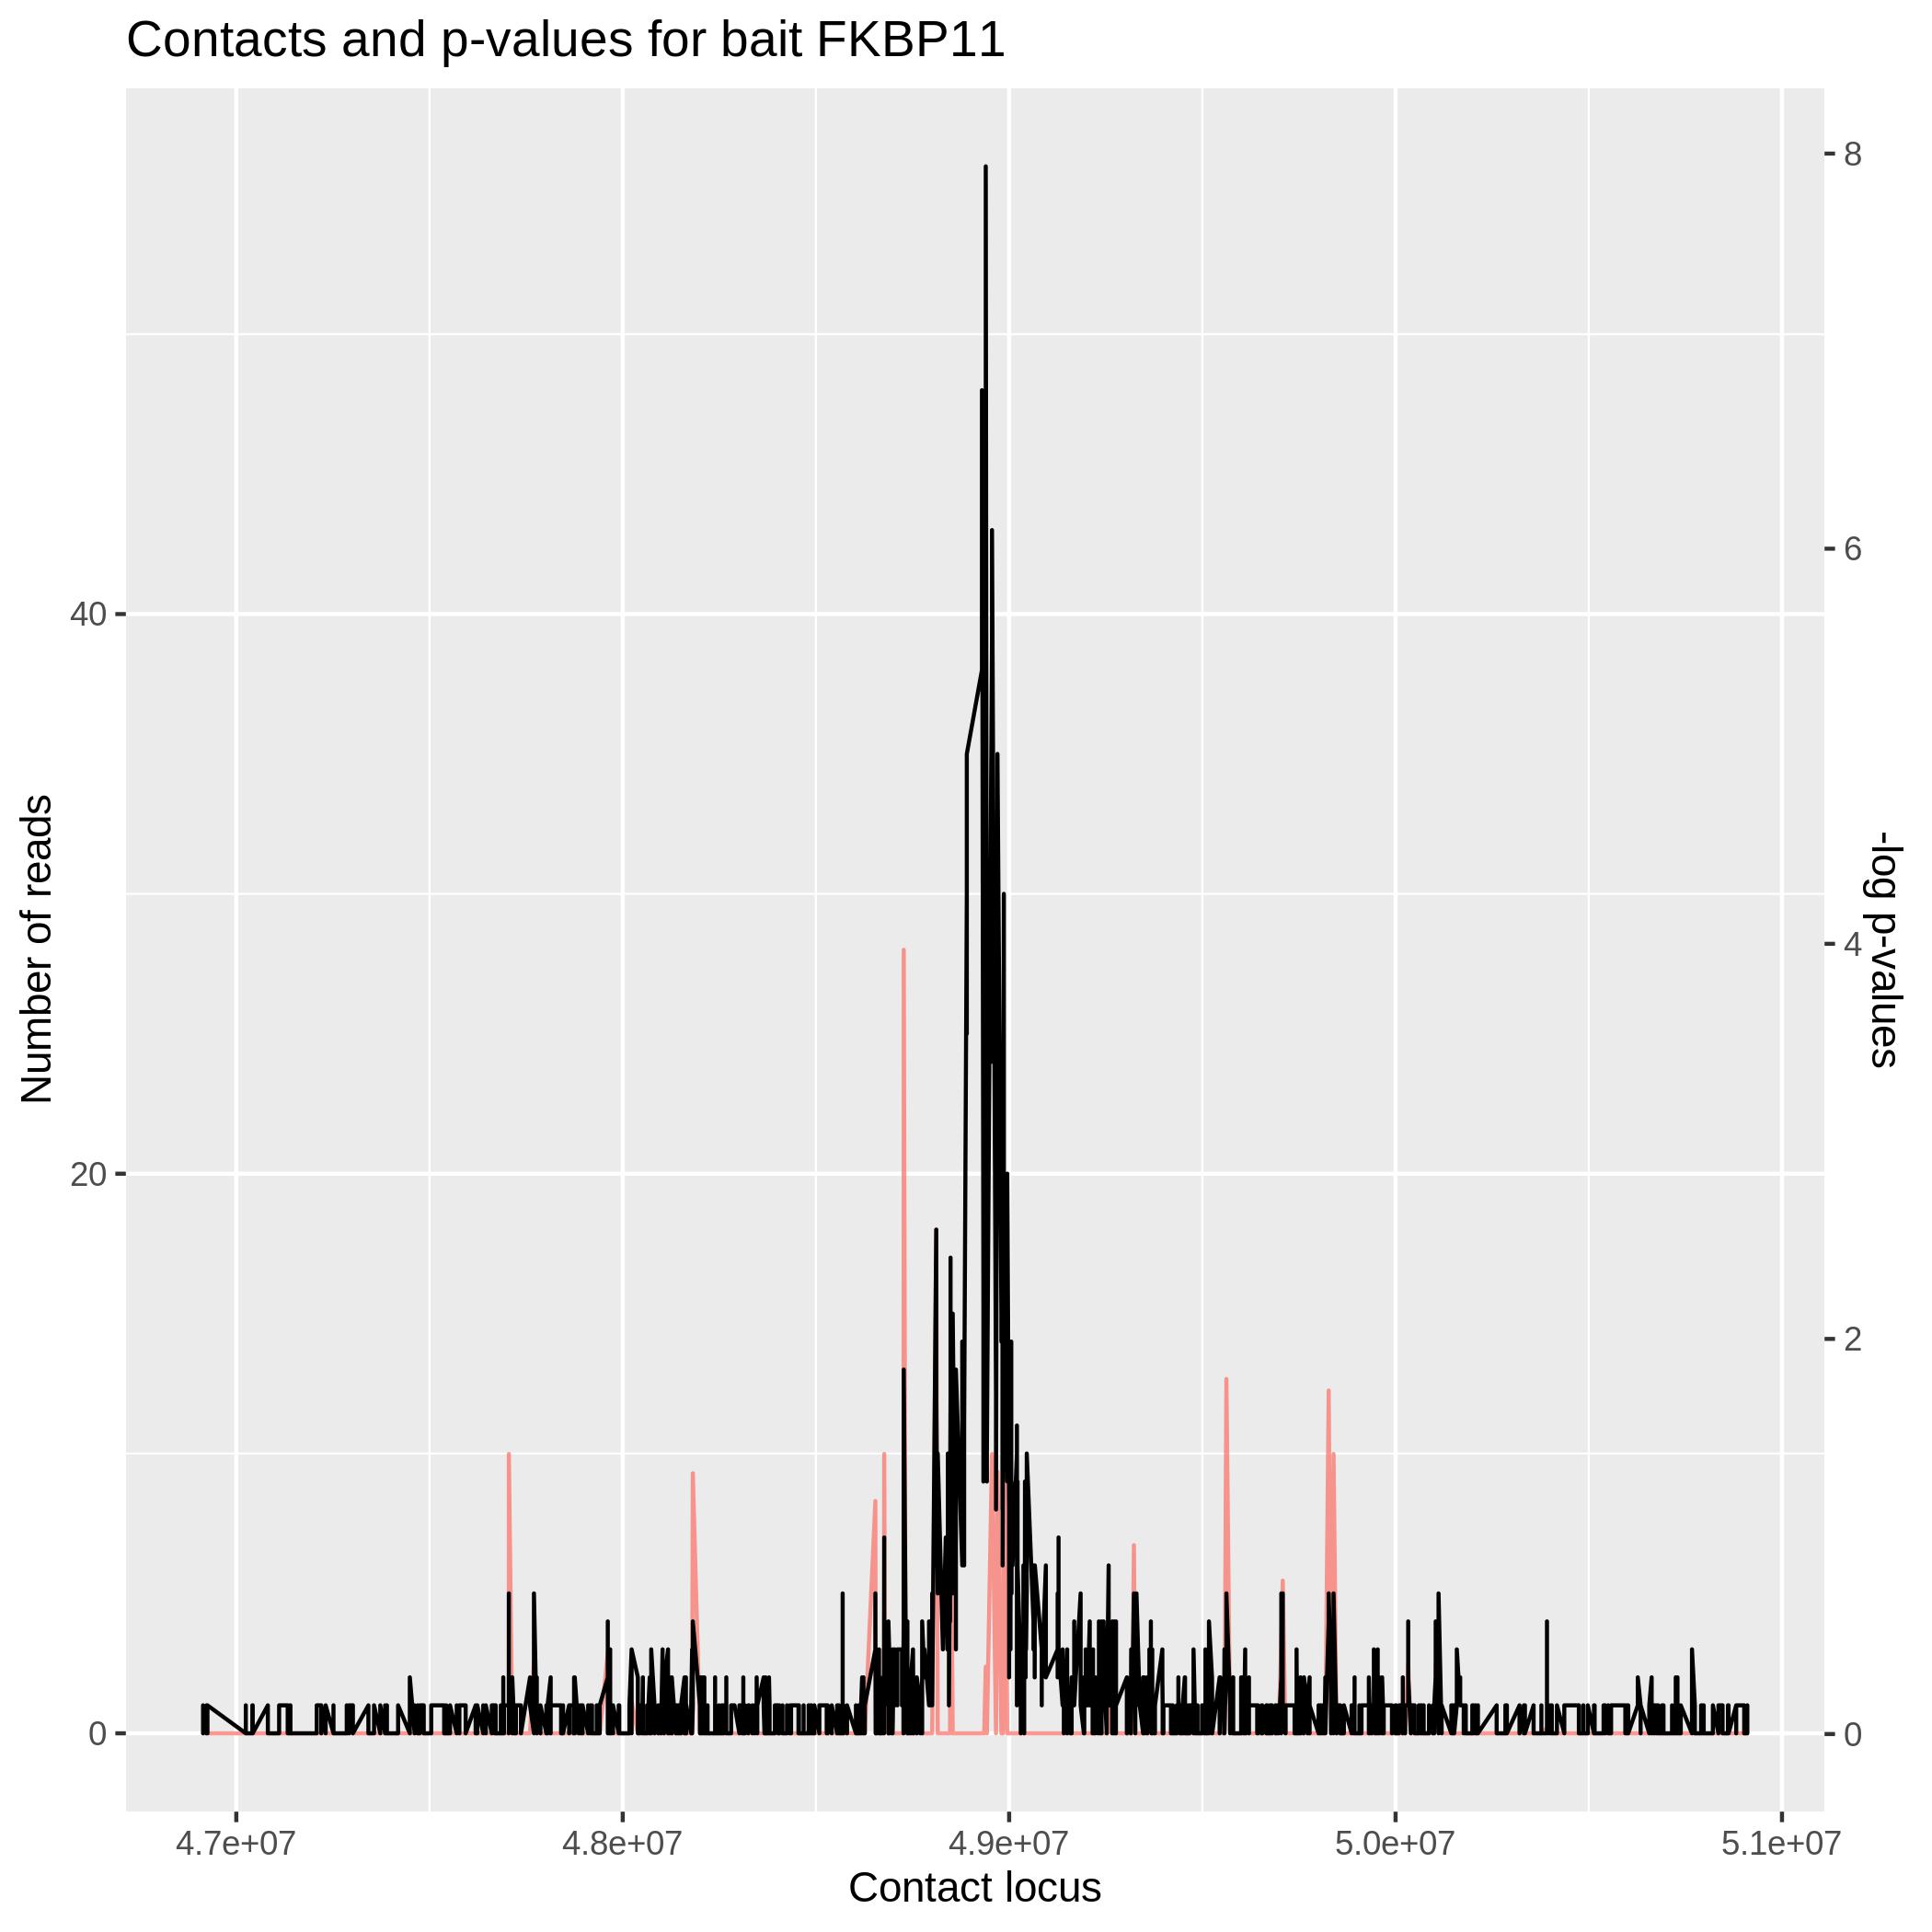 Contacts and p-values for bait FKBP11
Number of reads
40
20
0
8
6
4
2
0
-log p-values
4.7e+07 4.8e+07 4.9e+07 5.0e+07 5.1e+07
Contact locus